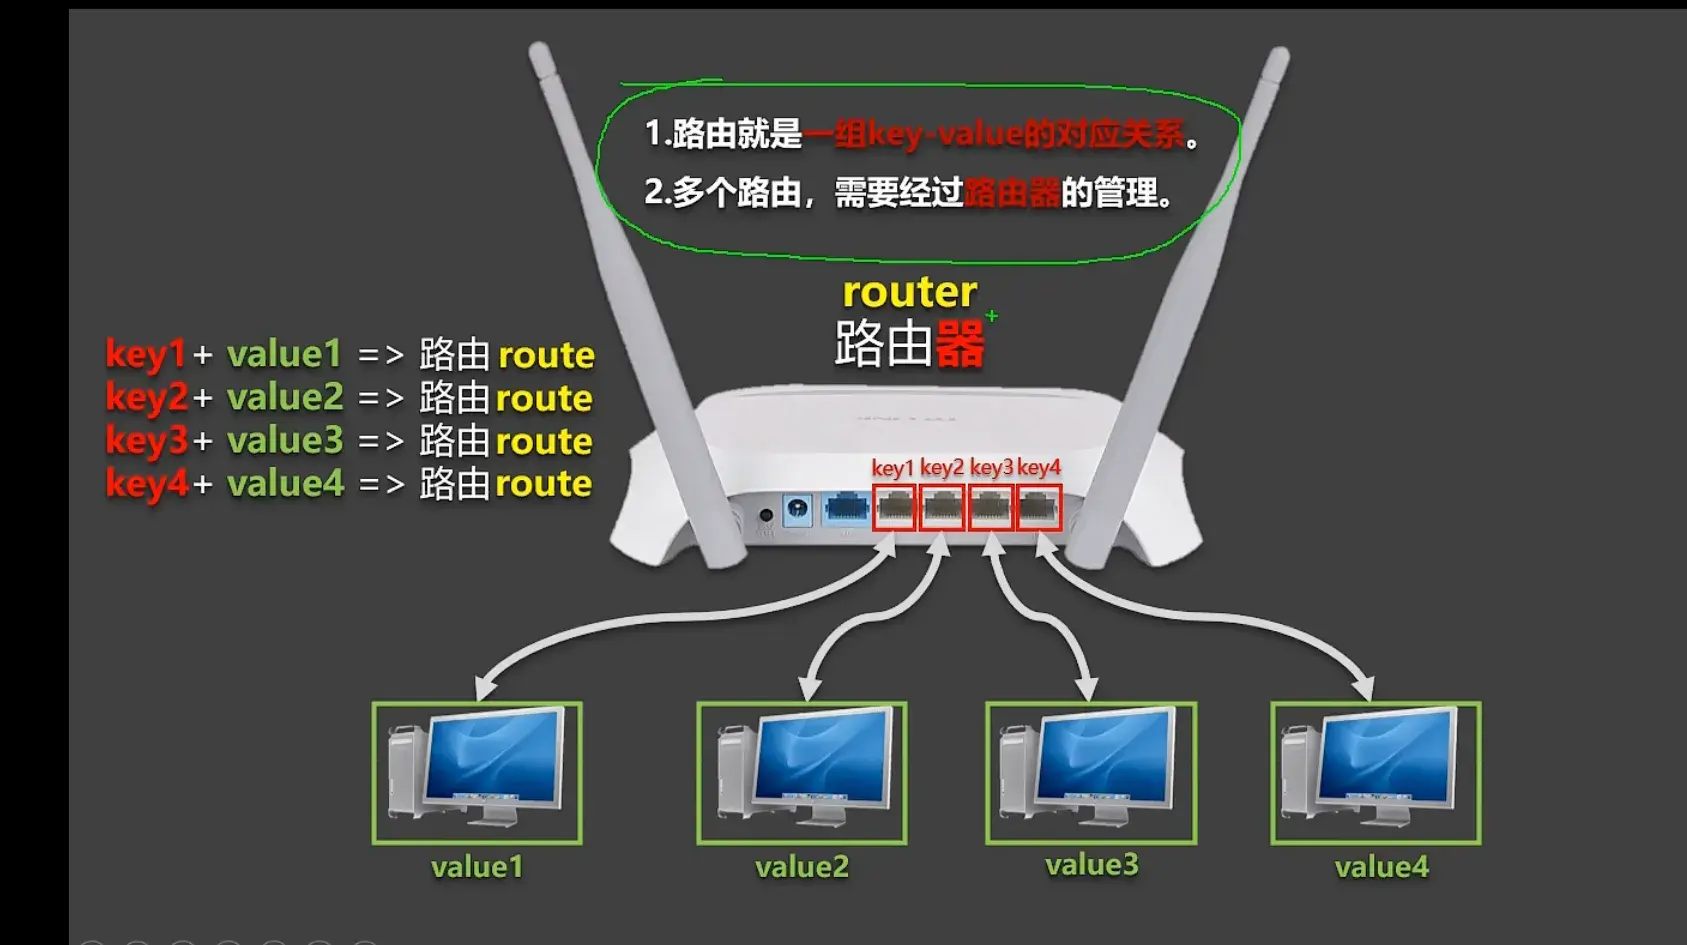 1.路由就是一组key-value的对应关系。
2.多个路由，需要经过路由器的管理。
router
路由器
key1+ value1 => 路由 route
key2+ value2 => 路由 route
key3+ value3 => 路由 route
key4+ value4 => 路由 route
key1 key2 key3 key4
value1 value2 value3 value4